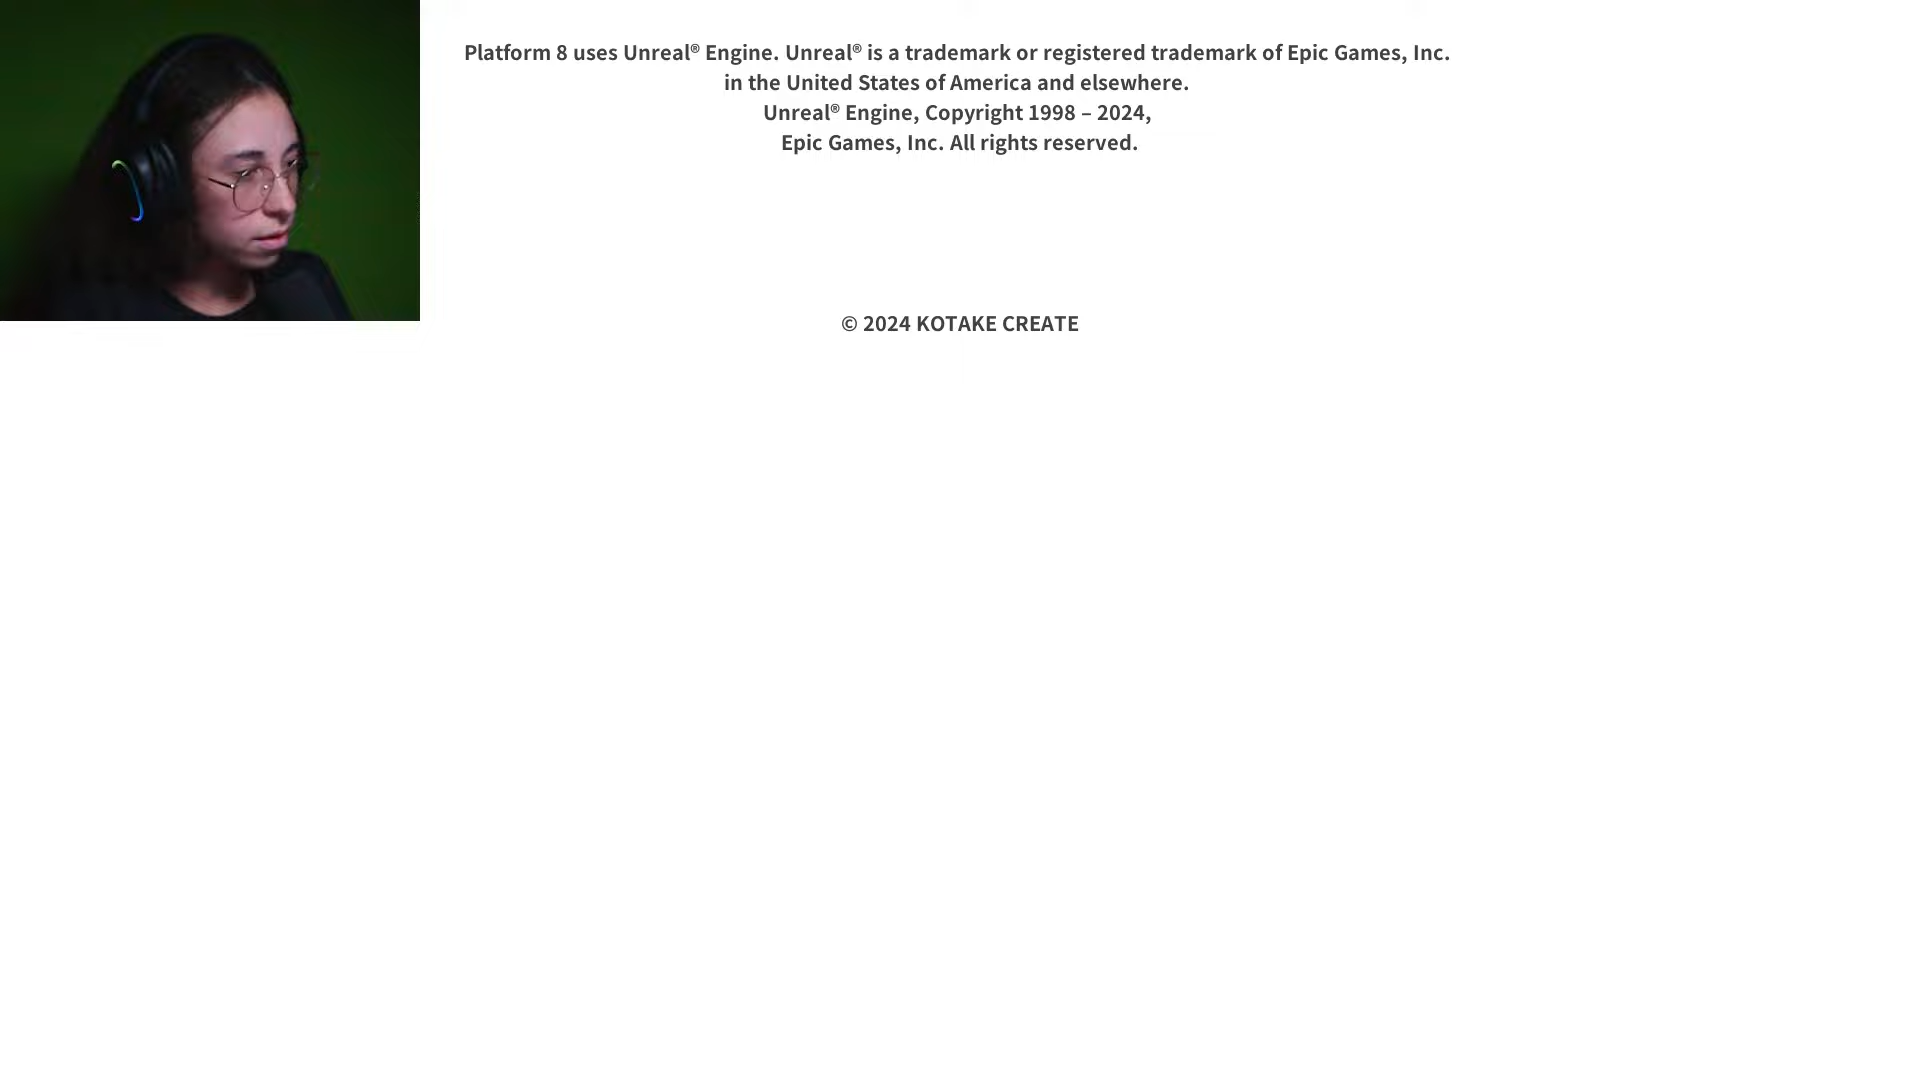 Platform 8 uses Unreal® Engine. Unreal® is a trademark or registered trademark of Epic Games, Inc.
in the United States of America and elsewhere.
Unreal® Engine, Copyright 1998 – 2024,
Epic Games, Inc. All rights reserved.
© 2024 KOTAKE CREATE